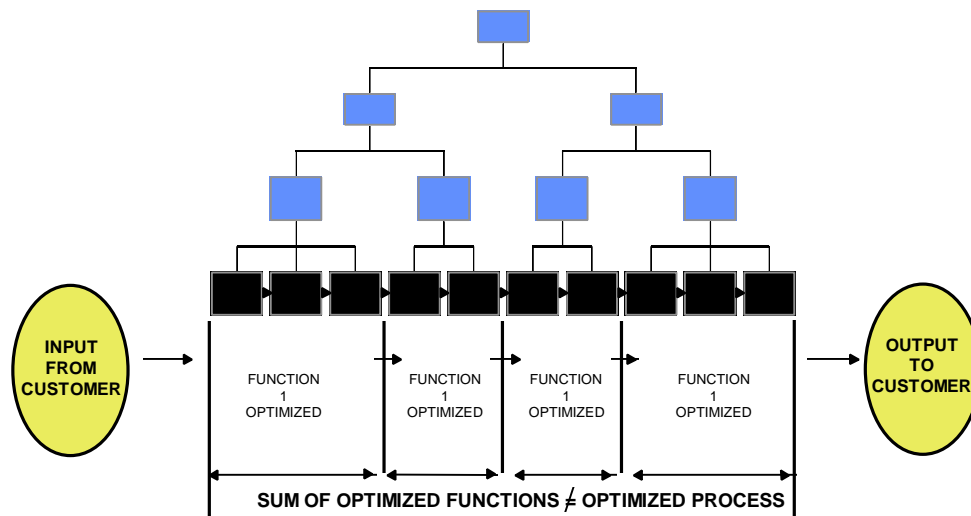 INPUT
FROM
CUSTOMER
FUNCTION
1
OPTIMIZED
FUNCTION
1
OPTIMIZED
FUNCTION
1
OPTIMIZED
FUNCTION
1
OPTIMIZED
OUTPUT
TO
CUSTOMER
SUM OF OPTIMIZED FUNCTIONS ≠ OPTIMIZED PROCESS